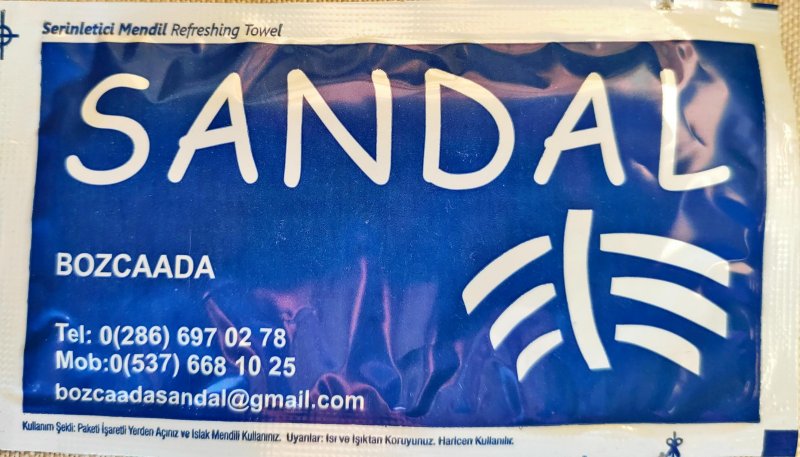 Serinletici Mendil Refreshing Towel
SANDAL
BOZCAADA
Tel: 0(286) 697 02 78
Mob:0(537) 668 10 25
bozcaadasandal@gmail.com
Kullanım Şekli: Paketi İşaretli Yerden Açınız ve Islak Mendili Kullanınız. Uyarılar: Isı ve Işıktan Koruyunuz. Haricen Kullanılır.